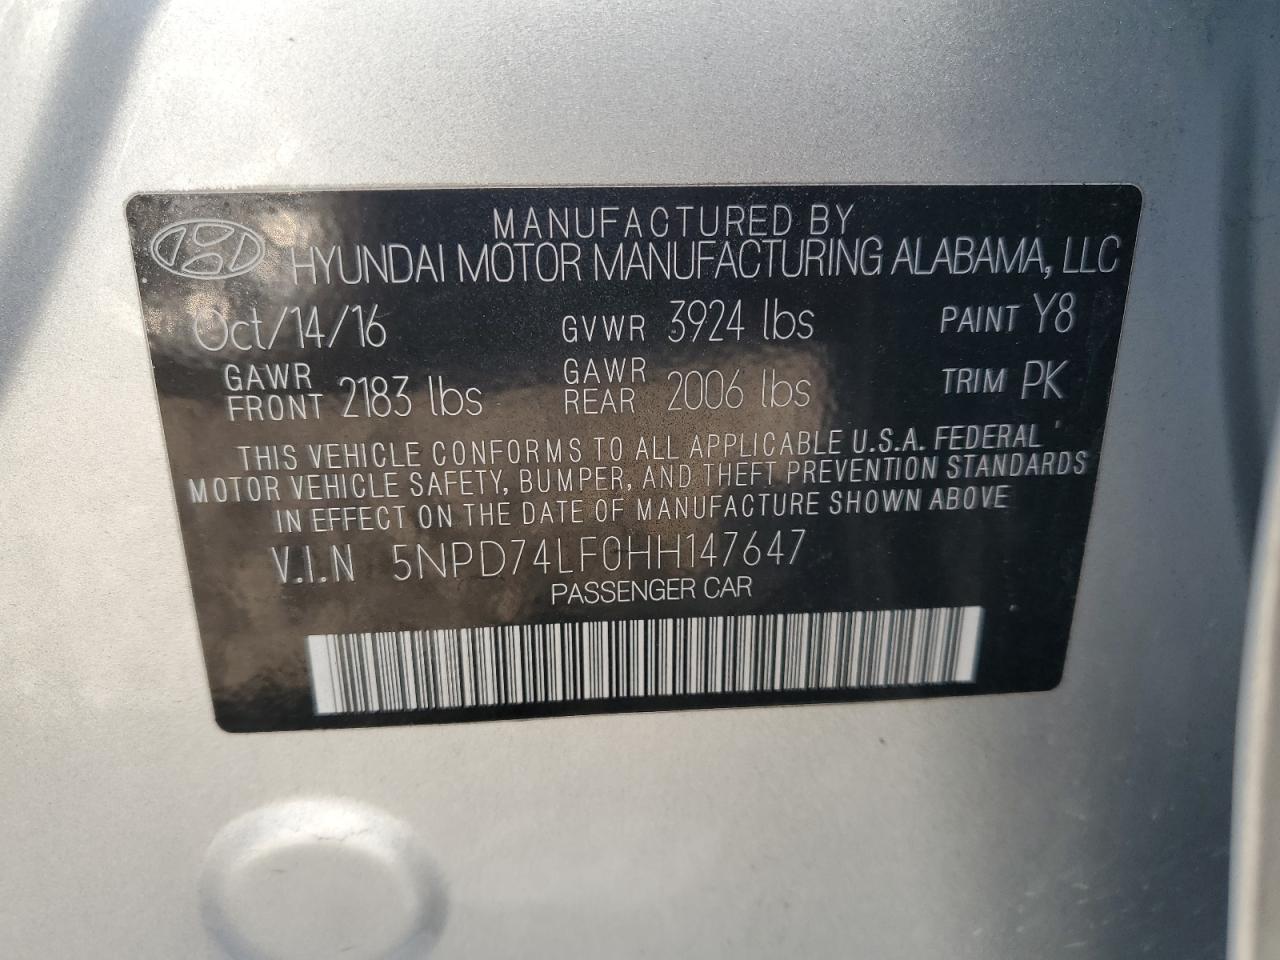 MANUFACTURED BY
HYUNDAI MOTOR MANUFACTURING ALABAMA, LLC
Oct/14/16 GVWR 3924 lbs PAINT Y8
GAWR FRONT 2183 lbs GAWR REAR 2006 lbs TRIM PK
THIS VEHICLE CONFORMS TO ALL APPLICABLE U.S.A. FEDERAL
MOTOR VEHICLE SAFETY, BUMPER, AND THEFT PREVENTION STANDARDS
IN EFFECT ON THE DATE OF MANUFACTURE SHOWN ABOVE
V.I.N 5NPD74LF0HH147647
PASSENGER CAR